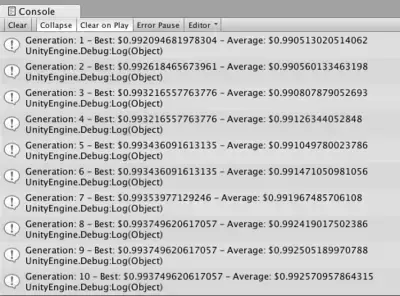 Console
Clear Collapse Clear on Play Error Pause Editor
Generation: 1 - Best: $0.992094681978304 - Average: $0.990513020514062
UnityEngine.Debug:Log(Object)
Generation: 2 - Best: $0.992618465673961 - Average: $0.990560133463198
UnityEngine.Debug:Log(Object)
Generation: 3 - Best: $0.993216557763776 - Average: $0.990807879052693
UnityEngine.Debug:Log(Object)
Generation: 4 - Best: $0.993216557763776 - Average: $0.99126344052848
UnityEngine.Debug:Log(Object)
Generation: 5 - Best: $0.993436091613135 - Average: $0.991049780023786
UnityEngine.Debug:Log(Object)
Generation: 6 - Best: $0.993436091613135 - Average: $0.991471050981056
UnityEngine.Debug:Log(Object)
Generation: 7 - Best: $0.99353977129246 - Average: $0.991967485706108
UnityEngine.Debug:Log(Object)
Generation: 8 - Best: $0.993749620617057 - Average: $0.992419017502386
UnityEngine.Debug:Log(Object)
Generation: 9 - Best: $0.993749620617057 - Average: $0.992505189970788
UnityEngine.Debug:Log(Object)
Generation: 10 - Best: $0.993749620617057 - Average: $0.992570957864315
UnityEngine.Debug:Log(Object)